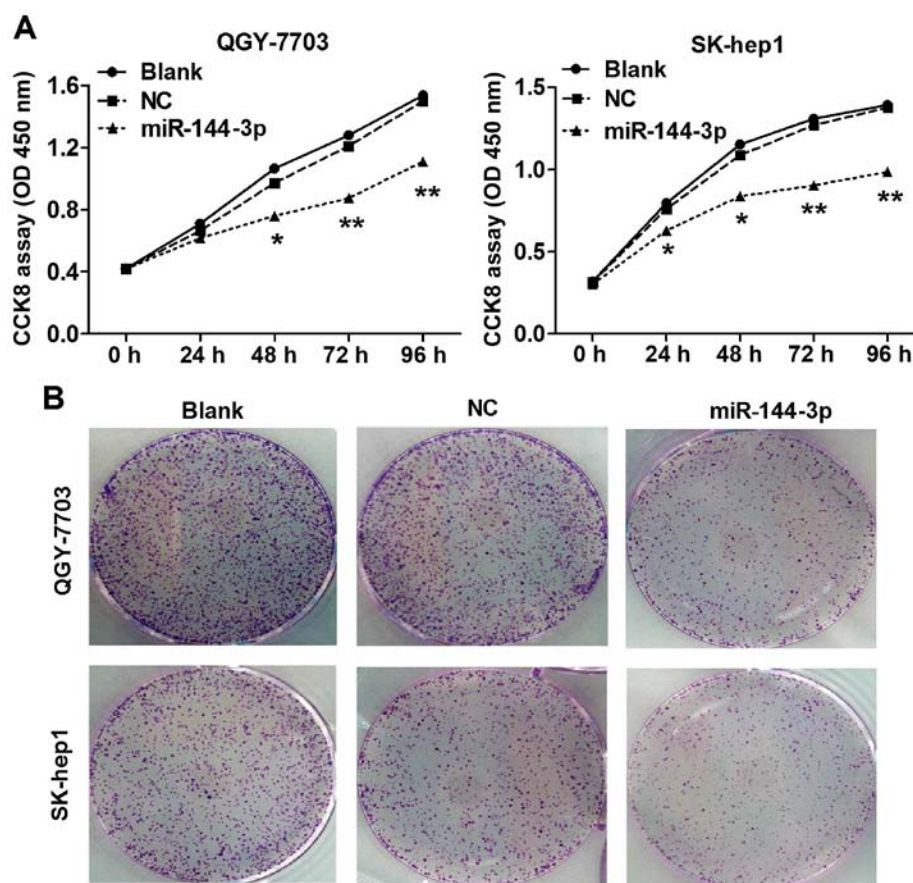 A
QGY-7703
Blank
NC
miR-144-3p
CCK8 assay (OD 450 nm)
1.6
1.2
0.8
0.4
0.0
0 h 24 h 48 h 72 h 96 h
* ** **
SK-hep1
Blank
NC
miR-144-3p
CCK8 assay (OD 450 nm)
1.5
1.0
0.5
0.0
0 h 24 h 48 h 72 h 96 h
* * ** **
B
Blank NC miR-144-3p
QGY-7703
SK-hep1